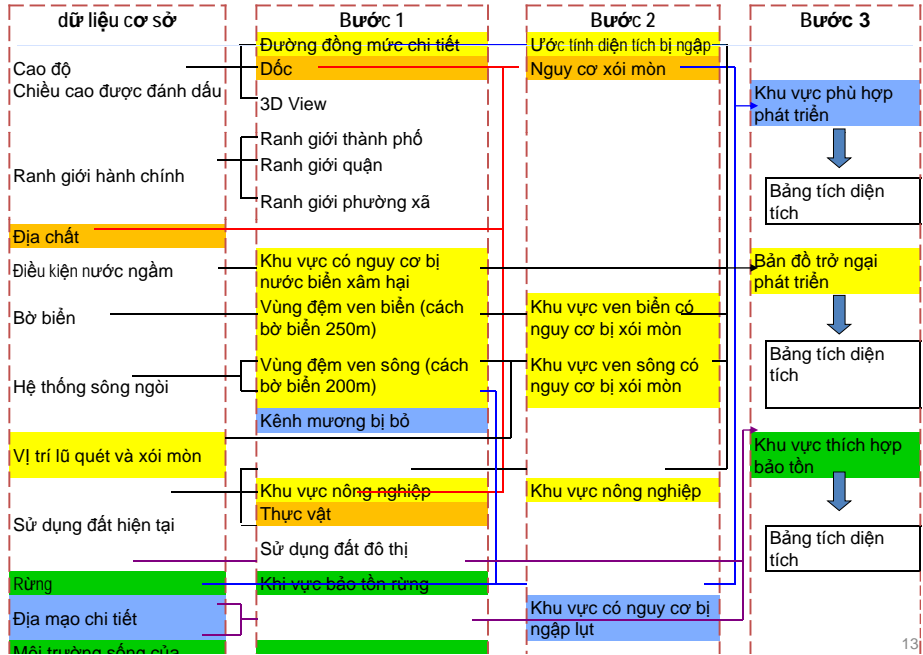 dữ liệu cơ sở
Cao độ
Chiều cao được đánh dấu
Ranh giới hành chính
Địa chất
Điều kiện nước ngầm
Bờ biển
Hệ thống sông ngòi
Vị trí lũ quét và xói mòn
Sử dụng đất hiện tại
Rừng
Địa mạo chi tiết
Môi trường sống của
Bước 1
Đường đồng mức chi tiết
Dốc
3D View
Ranh giới thành phố
Ranh giới quận
Ranh giới phường xã
Khu vực có nguy cơ bị
nước biển xâm hại
Vùng đệm ven biển (cách
bờ biển 250m)
Vùng đệm ven sông (cách
bờ biển 200m)
Kênh mương bị bỏ
Khu vực nông nghiệp
Thực vật
Sử dụng đất đô thị
Khi vực bảo tồn rừng
Bước 2
Ước tính diện tích bị ngập
Nguy cơ xói mòn
Khu vực ven biển có
nguy cơ bị xói mòn
Khu vực ven sông có
nguy cơ bị xói mòn
Khu vực nông nghiệp
Khu vực có nguy cơ bị
ngập lụt
Bước 3
Khu vực phù hợp
phát triển
Bảng tích diện
tích
Bản đồ trở ngại
phát triển
Bảng tích diện
tích
Khu vực thích hợp
bảo tồn
Bảng tích diện
tích
13